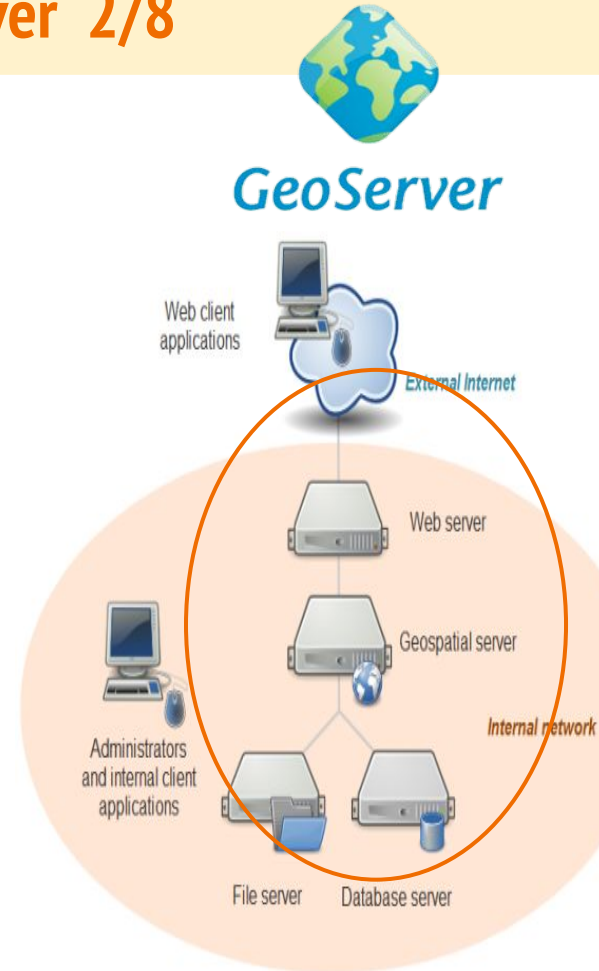 ver 2/8
GeoServer
Web client
applications
External Internet
Web server
Geospatial server
Internal network
Administrators
and internal client
applications
File server
Database server